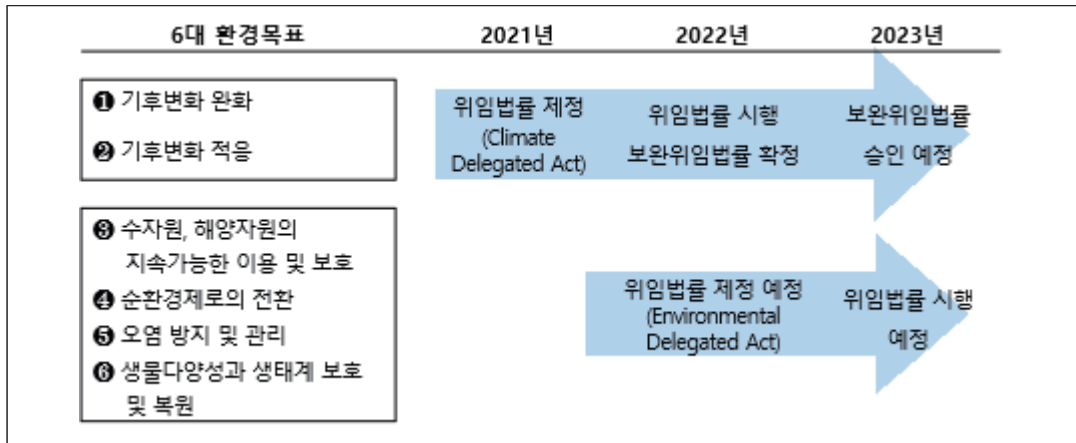 6대 환경목표 2021년 2022년 2023년
❶ 기후변화 완화
❷ 기후변화 적응
위임법률 제정
(Climate
Delegated Act)
위임법률 시행
보완위임법률 확정
보완위임법률
승인 예정
❸ 수자원, 해양자원의
지속가능한 이용 및 보호
❹ 순환경제로의 전환
❺ 오염 방지 및 관리
❻ 생물다양성과 생태계 보호
및 복원
위임법률 제정 예정
(Environmental
Delegated Act)
위임법률 시행
예정